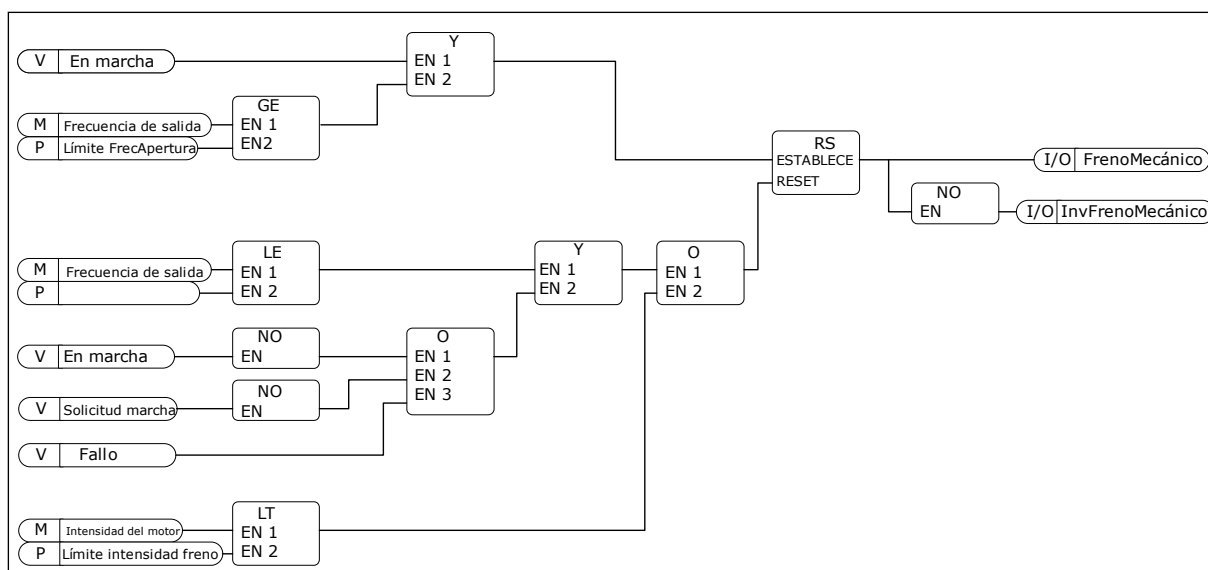 Y
V En marcha
EN 1
EN 2
GE
M Frecuencia de salida
EN 1
P Límite FrecApertura
EN2
RS
ESTABLECE
RESET
I/O FrenoMecánico
NO
EN
I/O InvFrenoMecánico
LE
M Frecuencia de salida
EN 1
P
EN 2
Y
EN 1
EN 2
O
EN 1
EN 2
NO
V En marcha
EN
O
EN 1
EN 2
EN 3
NO
V Solicitud marcha
EN
V Fallo
LT
M Intensidad del motor
EN 1
P Límite intensidad freno
EN 2